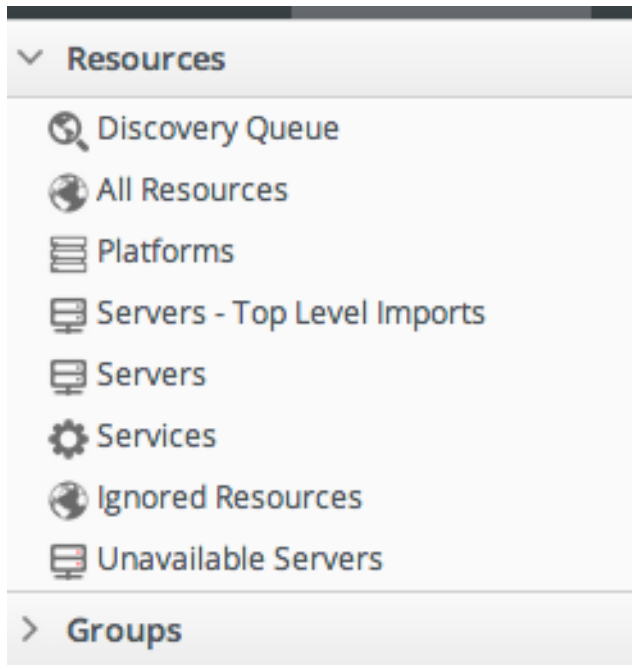 Resources
Discovery Queue
All Resources
Platforms
Servers - Top Level Imports
Servers
Services
Ignored Resources
Unavailable Servers
Groups